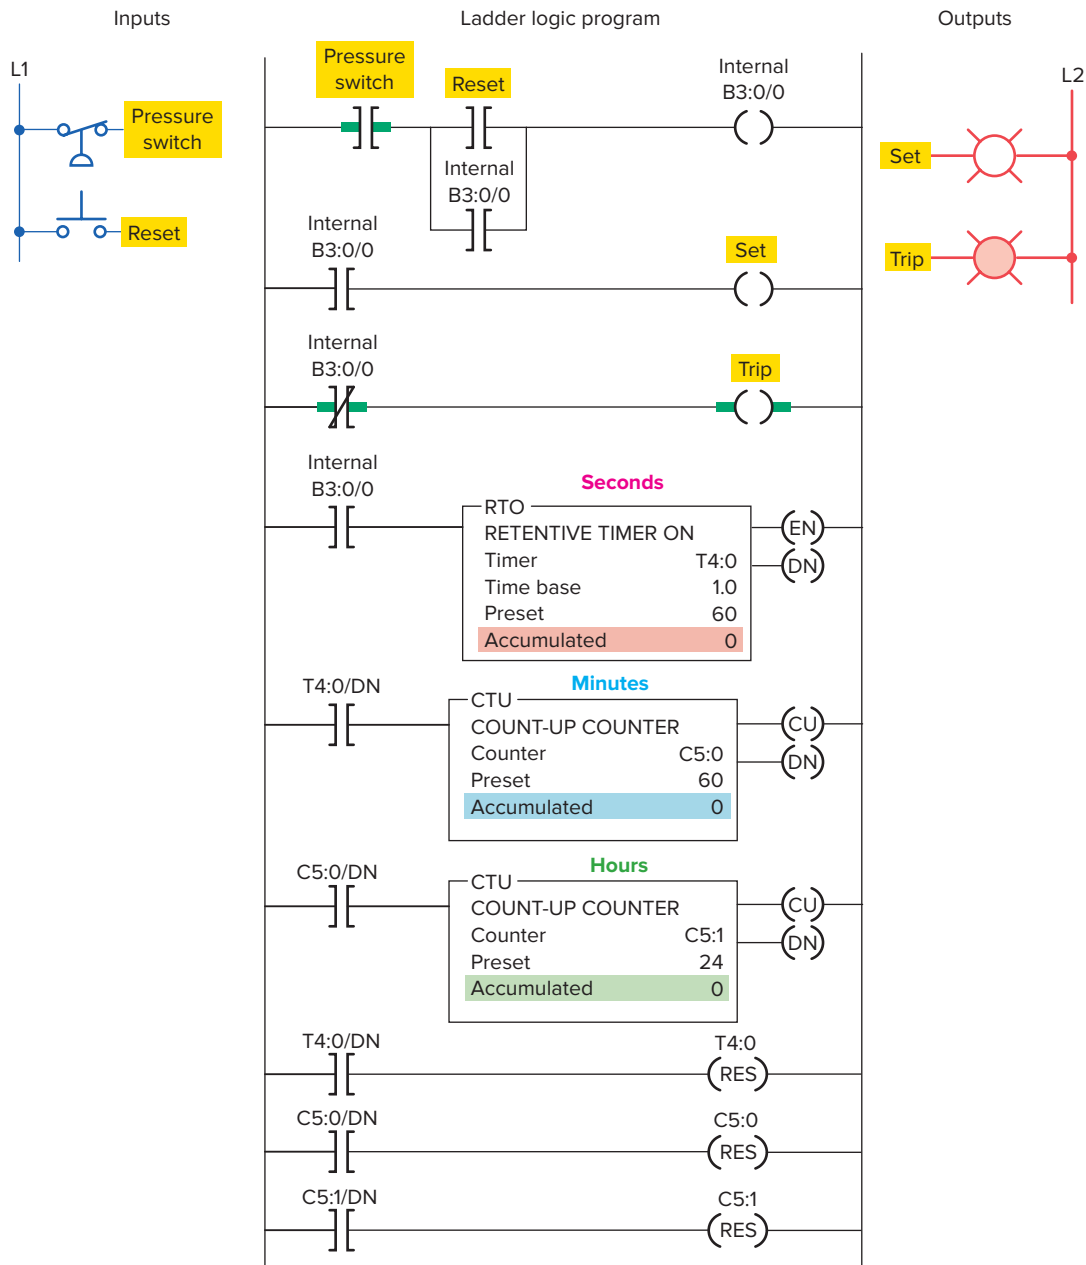 Inputs
Ladder logic program
Outputs
L1
Pressure
switch
Reset
Pressure
switch
Reset
Internal
B3:0/0
Internal
B3:0/0
L2
Set
Trip
Internal
B3:0/0
Set
Internal
B3:0/0
Trip
Internal
B3:0/0
Seconds
RTO
RETENTIVE TIMER ON
Timer T4:0
Time base 1.0
Preset 60
Accumulated 0
EN
DN
T4:0/DN
Minutes
CTU
COUNT-UP COUNTER
Counter C5:0
Preset 60
Accumulated 0
CU
DN
C5:0/DN
Hours
CTU
COUNT-UP COUNTER
Counter C5:1
Preset 24
Accumulated 0
CU
DN
T4:0/DN
T4:0
RES
C5:0/DN
C5:0
RES
C5:1/DN
C5:1
RES